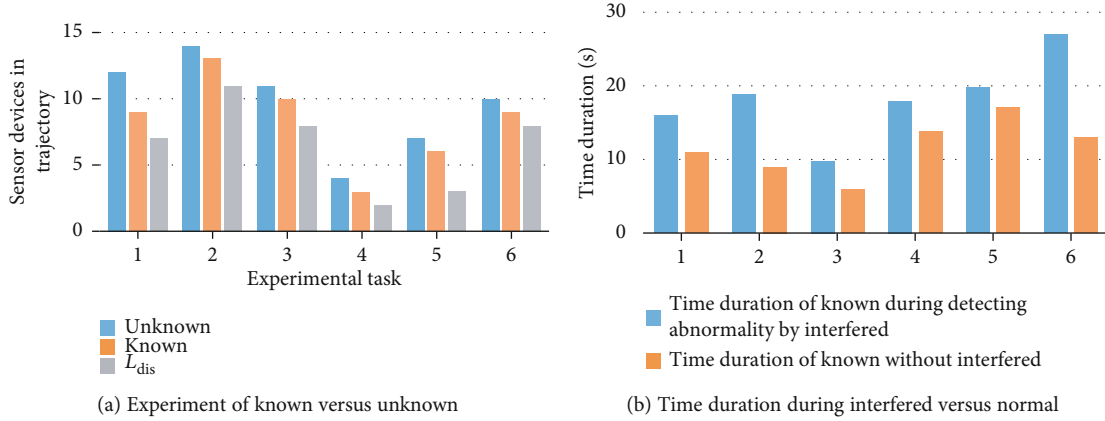 15
10
5
0
Sensor devices in
trajectory
1 2 3 4 5 6
Experimental task
Unknown
Known
L_dis
(a) Experiment of known versus unknown
30
20
10
0
Time duration (s)
1 2 3 4 5 6
Time duration of known during detecting
abnormality by interfered
Time duration of known without interfered
(b) Time duration during interfered versus normal